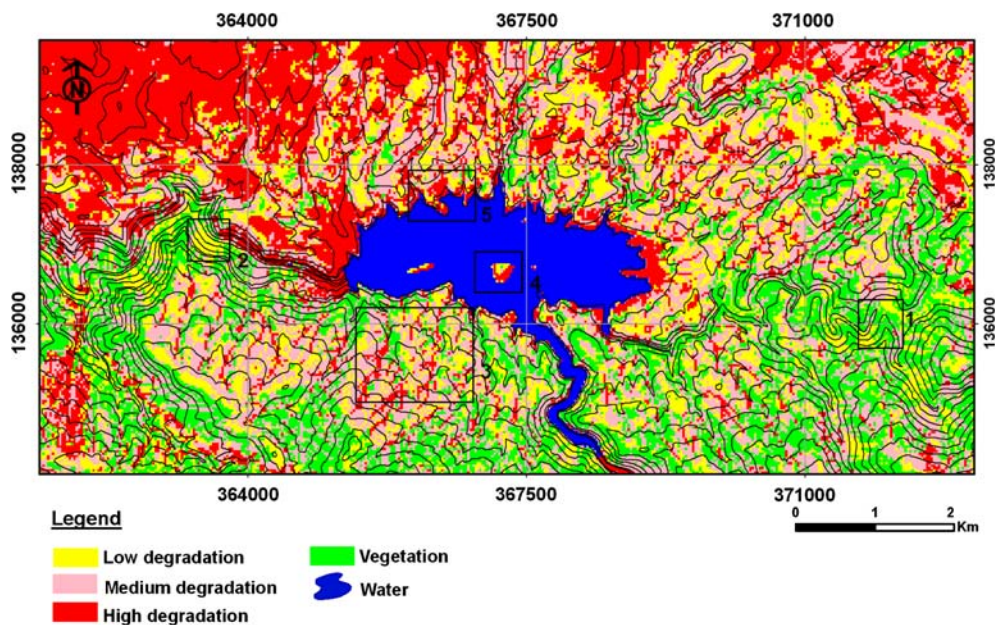 364000 367500 371000
N
138000 138000
5
2
4
136000 1 136000
3
364000 367500 371000
Legend
0 1 2
Km
Low degradation Vegetation
Medium degradation Water
High degradation